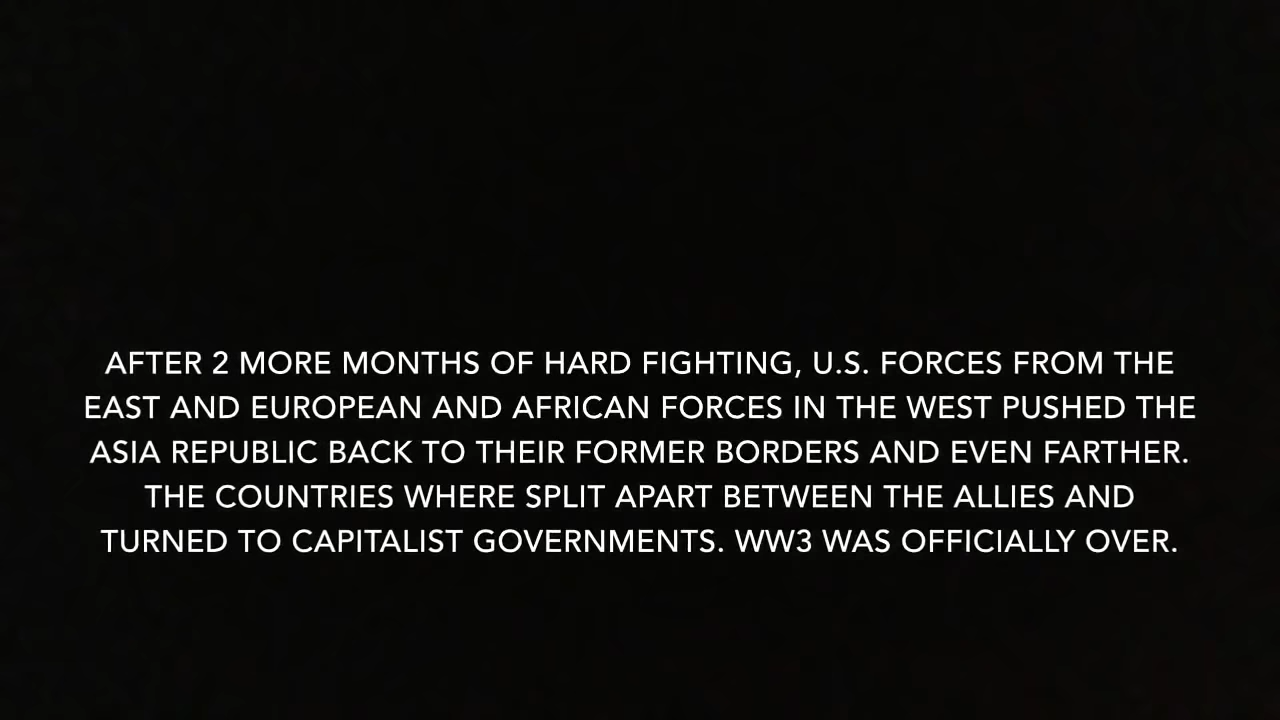 AFTER 2 MORE MONTHS OF HARD FIGHTING, U.S. FORCES FROM THE
EAST AND EUROPEAN AND AFRICAN FORCES IN THE WEST PUSHED THE
ASIA REPUBLIC BACK TO THEIR FORMER BORDERS AND EVEN FARTHER.
THE COUNTRIES WHERE SPLIT APART BETWEEN THE ALLIES AND
TURNED TO CAPITALIST GOVERNMENTS. WW3 WAS OFFICIALLY OVER.